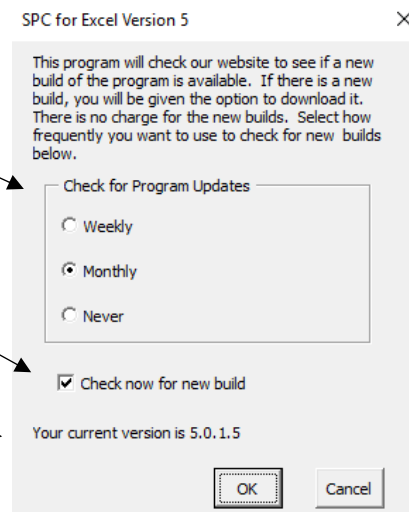 SPC for Excel Version 5
This program will check our website to see if a new
build of the program is available. If there is a new
build, you will be given the option to download it.
There is no charge for the new builds. Select how
frequently you want to use to check for new builds
below.
Check for Program Updates
Weekly
Monthly
Never
Check now for new build
Your current version is 5.0.1.5
OK Cancel